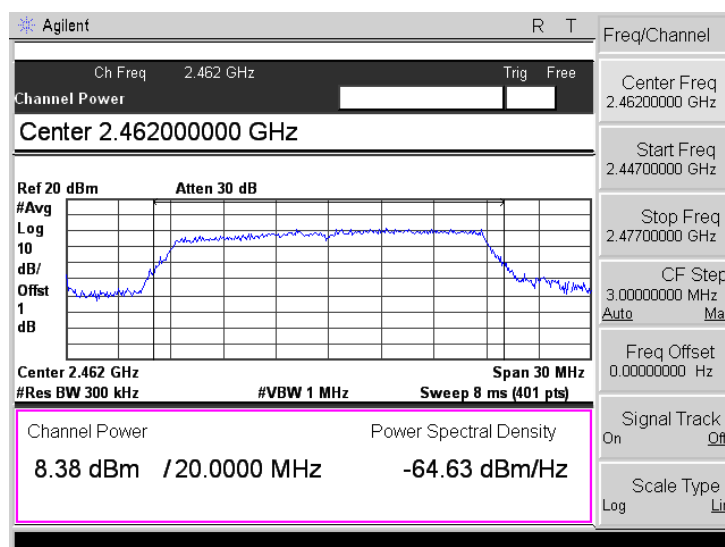 Agilent R T
Ch Freq 2.462 GHz Trig Free
Channel Power
Center 2.462000000 GHz
Ref 20 dBm Atten 30 dB
#Avg
Log
10
dB/
Offst
1
dB
Center 2.462 GHz Span 30 MHz
#Res BW 300 kHz #VBW 1 MHz Sweep 8 ms (401 pts)
Channel Power Power Spectral Density
8.38 dBm / 20.0000 MHz -64.63 dBm/Hz
Freq/Channel
Center Freq
2.46200000 GHz
Start Freq
2.44700000 GHz
Stop Freq
2.47700000 GHz
CF Step
3.00000000 MHz
Auto Ma
Freq Offset
0.00000000 Hz
Signal Track
On Off
Scale Type
Log Lin